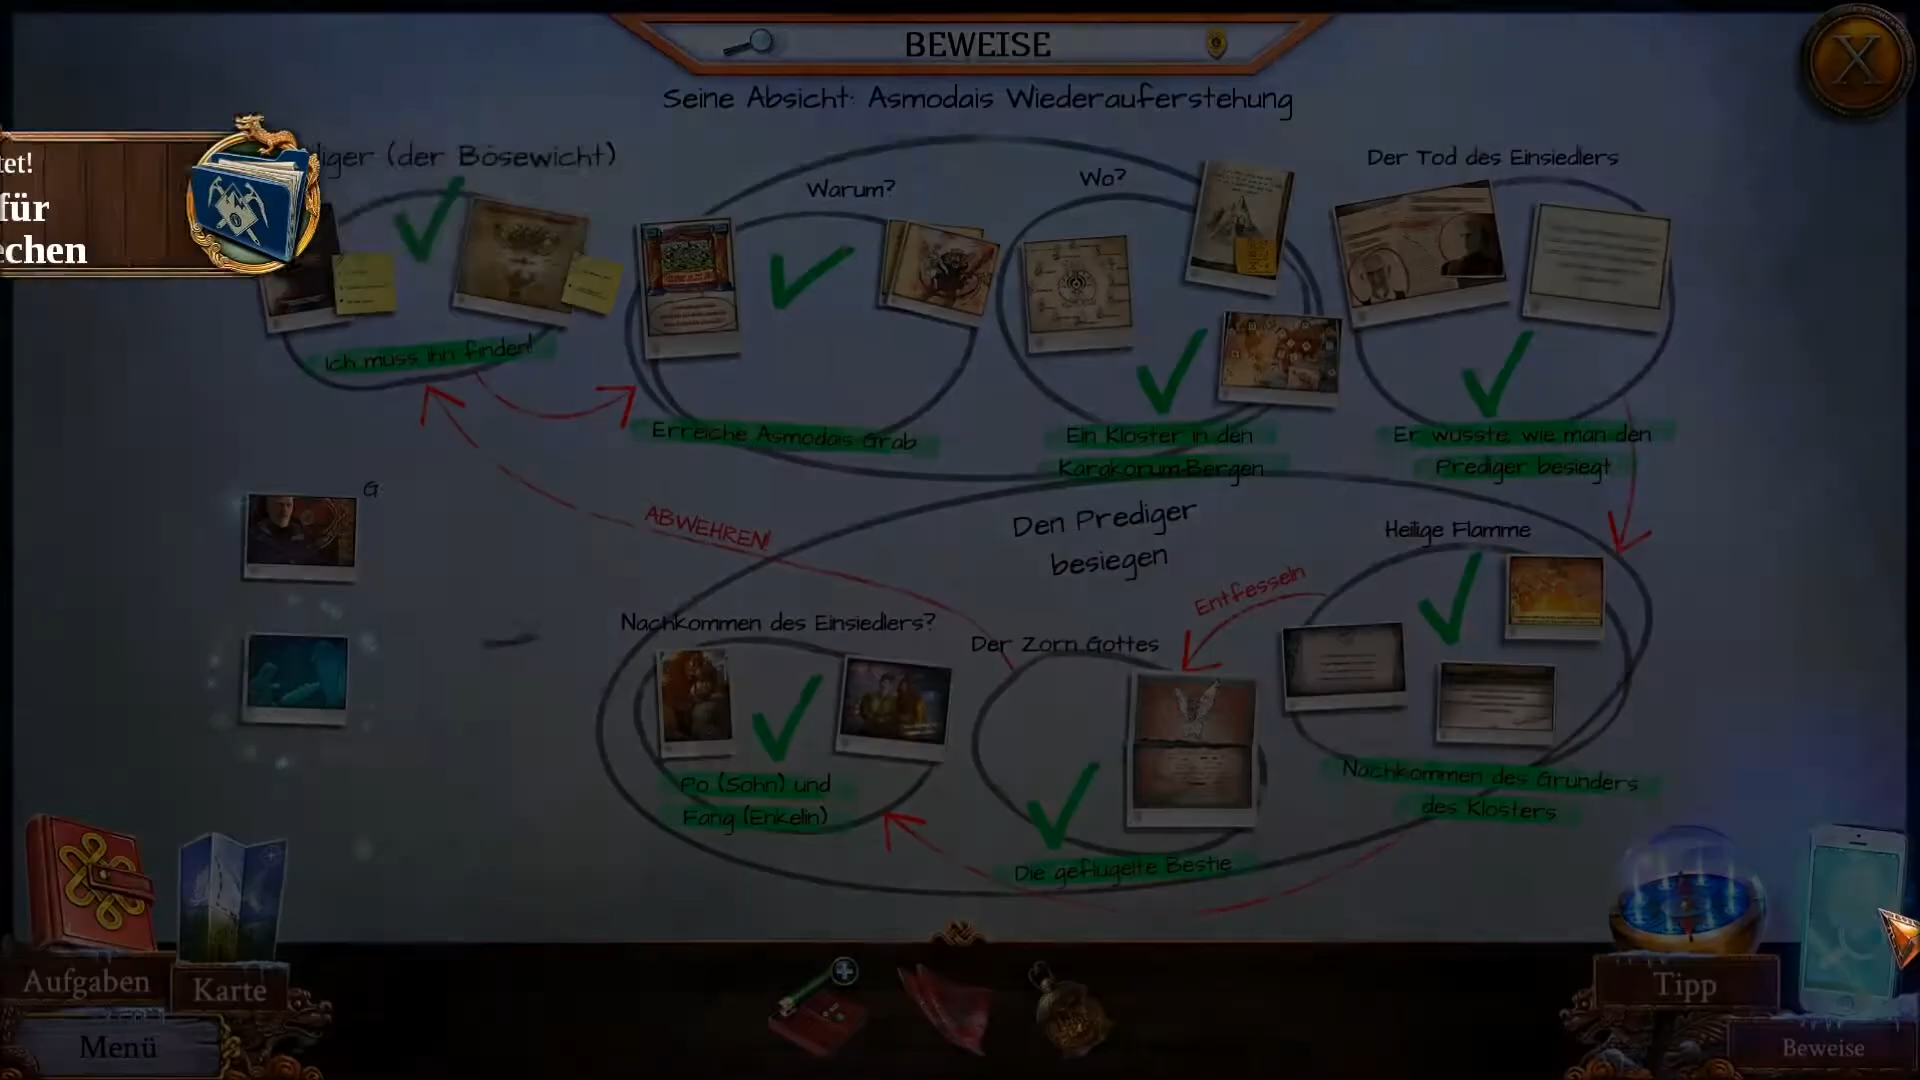 BEWEISE
Seine Absicht: Asmodais Wiederauferstehung
tet!
für
echen
iger (der Bösewicht)
Warum?
Wo?
Der Tod des Einsiedlers
Ich muss ihn finden!
Erreiche Asmodais Grab
Ein Kloster in den
Karakorum-Bergen
Er wusste, wie man den
Prediger besiegt
G
ABWEHREN!
Den Prediger
besiegen
Heilige Flamme
Entfesseln
Nachkommen des Einsiedlers?
Der Zorn Gottes
Po (Sohn) und
Fang (Enkelin)
Die geflügelte Bestie
Nachkommen des Gründers
des Klosters
Aufgaben
Karte
Menü
Tipp
Beweise
X